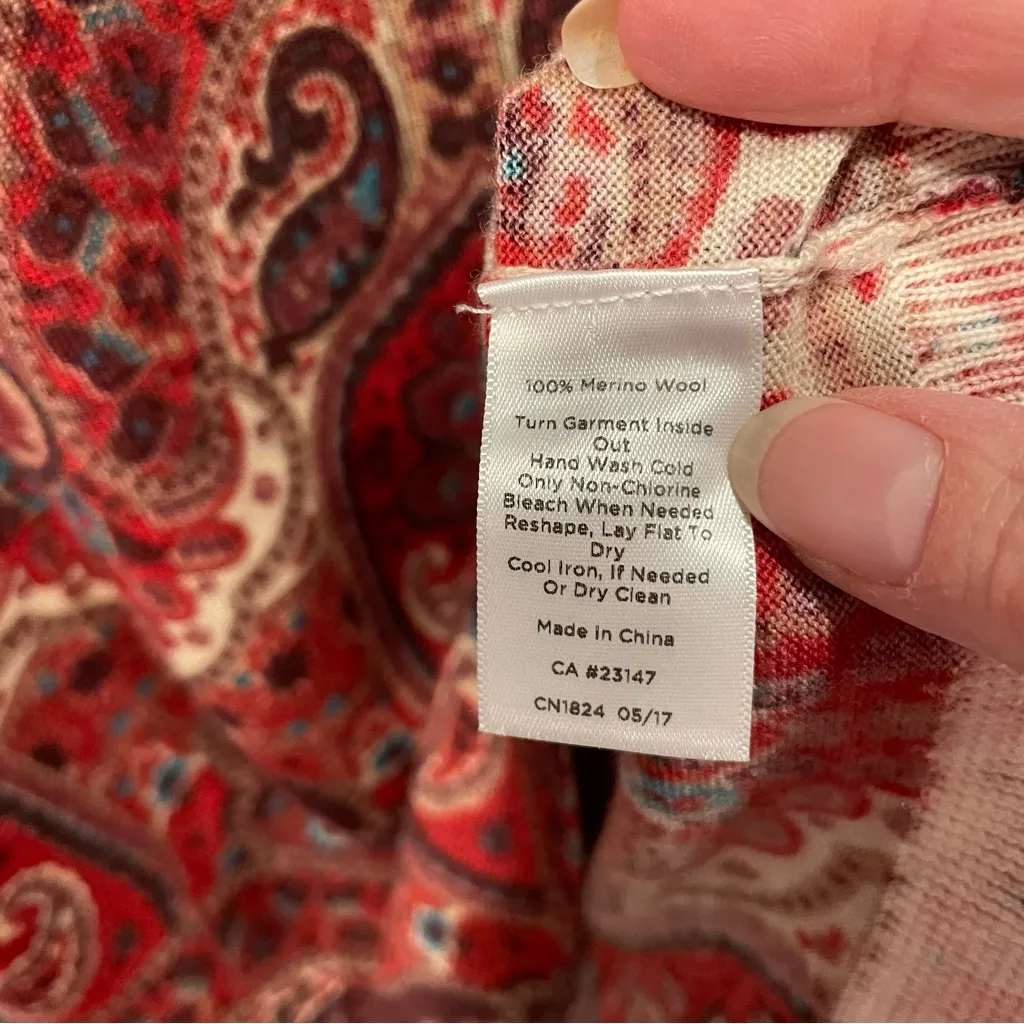 100% Merino Wool
Turn Garment Inside
Out
Hand Wash Cold
Only Non-Chlorine
Bleach When Needed
Reshape, Lay Flat To
Dry
Cool Iron, If Needed
Or Dry Clean
Made in China
CA #23147
CN1824 05/17